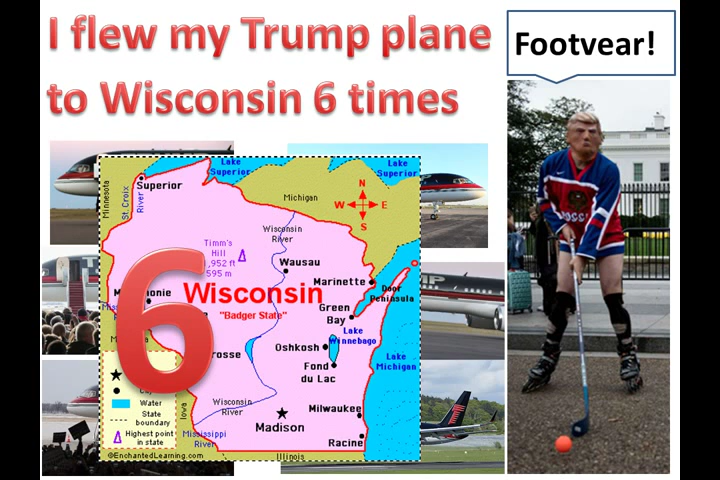 I flew my Trump plane
to Wisconsin 6 times
Footvear!
Lake
Superior
Lake
Superior
Minnesota
St. Croix
River
Superior
Michigan
N
W
E
S
Wisconsin
River
Timm's
Hill
,952 ft
595 m
Wausau
Marinette
Door
Peninsula
6
Wisconsin
"Badger State"
Green
Bay
Lake
Winnebago
Oshkosh
Fond
du Lac
Lake
Michigan
Water
State
boundary
Highest point
in state
Iowa
Wisconsin
River
Mississippi
River
Madison
Milwaukee
Racine
©EnchantedLearning.com
Illinois